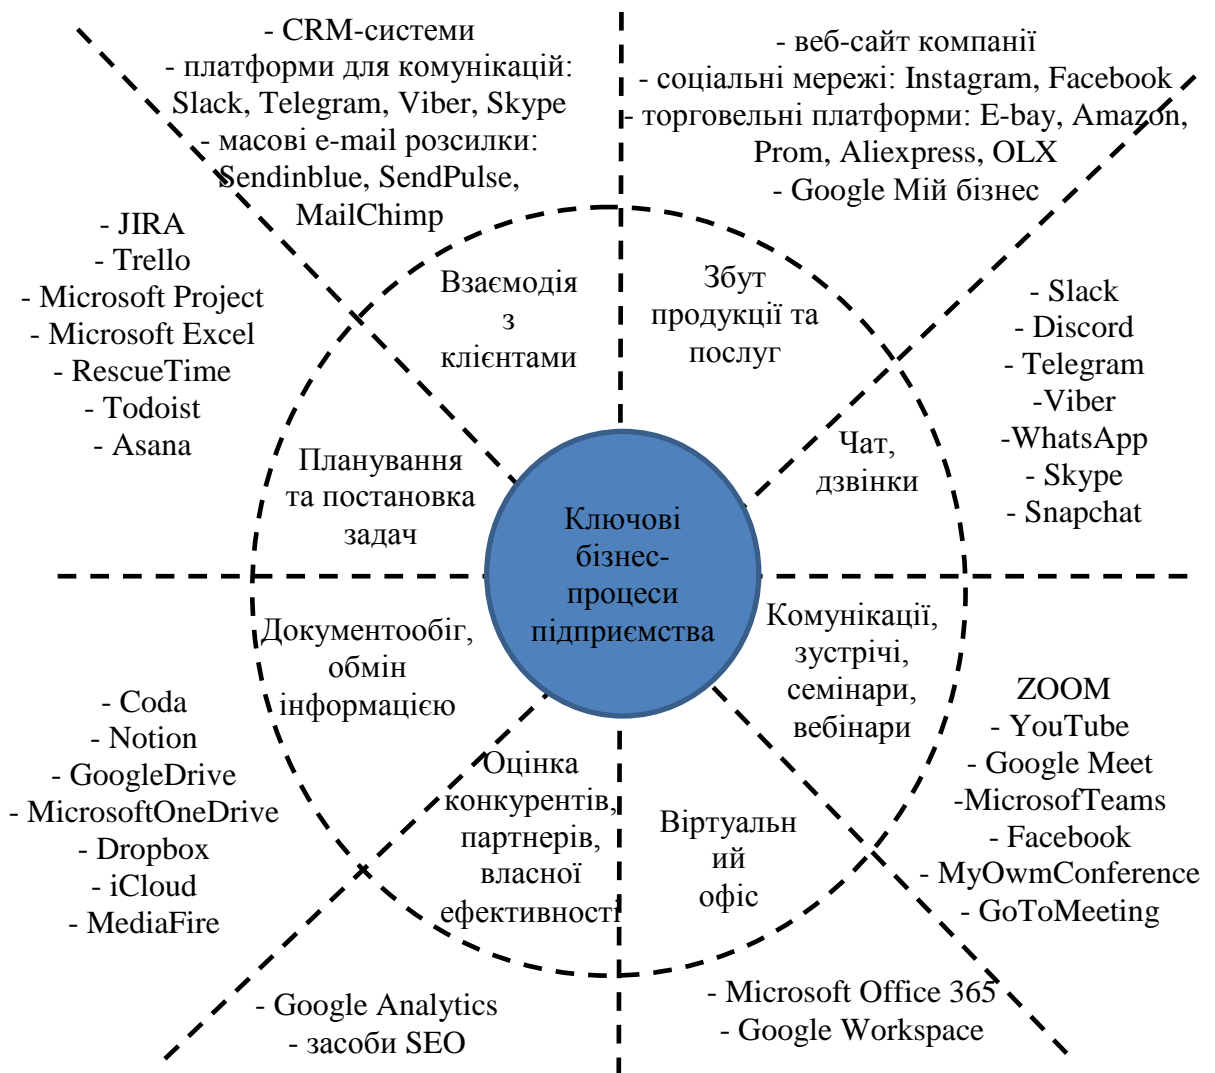 - CRM-системи
- платформи для комунікацій:
Slack, Telegram, Viber, Skype
- масові e-mail розсилки:
Sendinblue, SendPulse,
MailChimp
- веб-сайт компанії
- соціальні мережі: Instagram, Facebook
- торговельні платформи: E-bay, Amazon,
Prom, Aliexpress, OLX
- Google Мій бізнес
- JIRA
- Trello
- Microsoft Project
- Microsoft Excel
- RescueTime
- Todoist
- Asana
Взаємодія
з
клієнтами
Збут
продукції та
послуг
- Slack
- Discord
- Telegram
-Viber
-WhatsApp
- Skype
- Snapchat
Планування
та постановка
задач
Чат,
дзвінки
Ключові
бізнес-
процеси
підприємства
Документообіг,
обмін
інформацією
Комунікації,
зустрічі,
семінари,
вебінари
- Coda
- Notion
- GoogleDrive
- MicrosoftOneDrive
- Dropbox
- iCloud
- MediaFire
Оцінка
конкурентів,
партнерів,
власної
ефективності
Віртуальн
ий
офіс
ZOOM
- YouTube
- Google Meet
-MicrosofTeams
- Facebook
- MyOwmConference
- GoToMeeting
- Google Analytics
- засоби SEO
- Microsoft Office 365
- Google Workspace